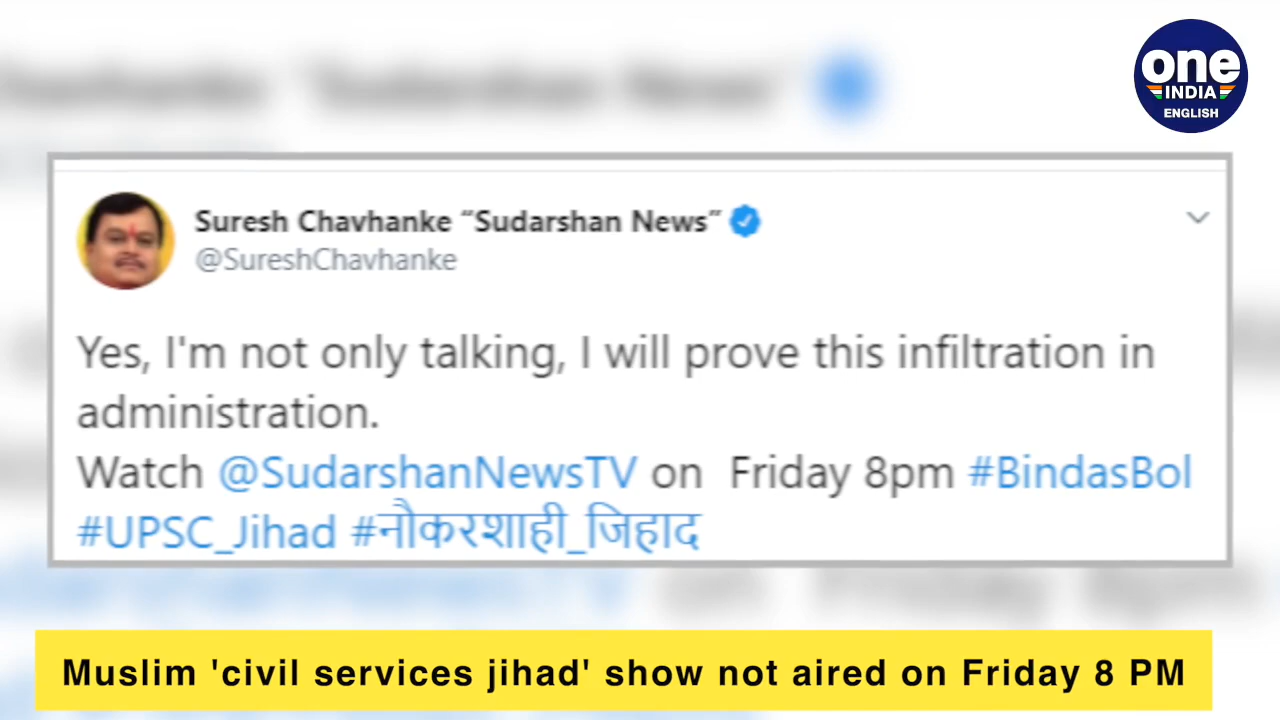 one
INDIA
ENGLISH
Suresh Chavhanke “Sudarshan News”
@SureshChavhanke
Yes, I'm not only talking, I will prove this infiltration in
administration.
Watch @SudarshanNewsTV on Friday 8pm #BindasBol
#UPSC_Jihad #नौकरशाही_जिहाद
Muslim 'civil services jihad' show not aired on Friday 8 PM